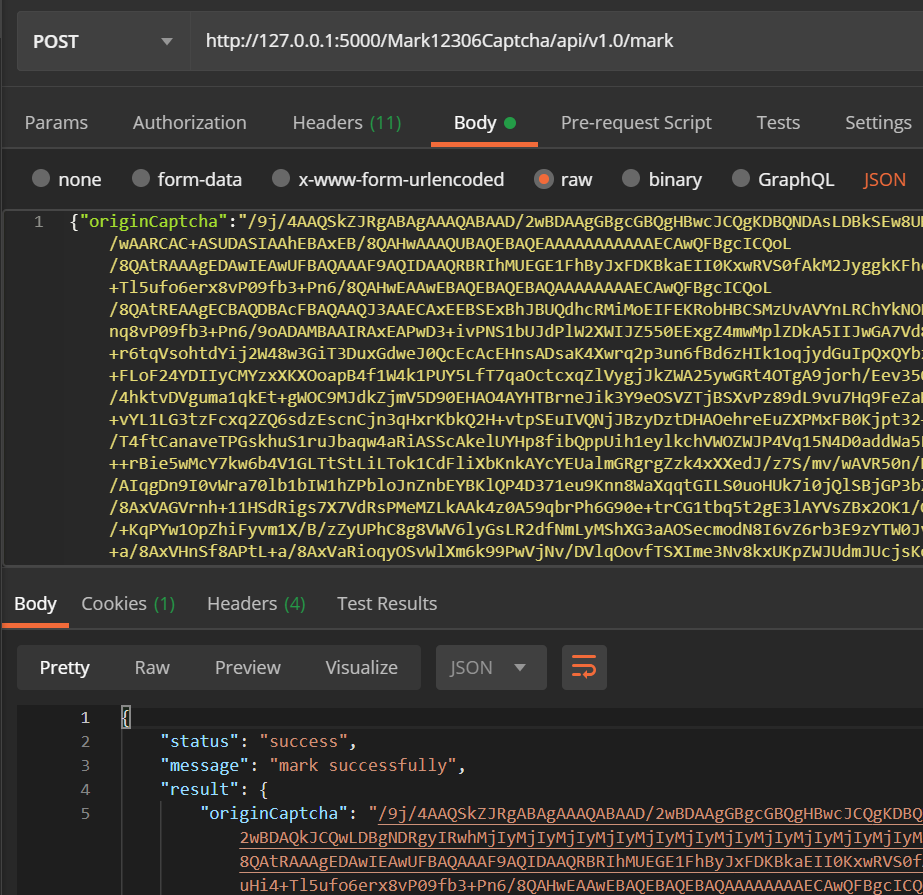 POST http://127.0.0.1:5000/Mark12306Captcha/api/v1.0/mark
Params Authorization Headers (11) Body Pre-request Script Tests Settings
none form-data x-www-form-urlencoded raw binary GraphQL JSON
1 {"originCaptcha":"/9j/4AAQSkZJRgABAgAAAQABAAD/2wBDAAgGBgcGBQgHBwcJCQgKDBQNDAsLDBkSEw8U
/wAARCAC+ASUDASIAAhEBAxEB/8QAHwAAAQUBAQEBAQEAAAAAAAAAAAECAwQFBgcICQoL
/8QAtRAAAgEDAwIEAwUFBAQAAAF9AQIDAAQRBRIhMUEGE1FhByJxFDKBkaEII0KxwRVS0fAkM2JyggkKFh
+Tl5ufo6erx8vP09fb3+Pn6/8QAHwEAAwEBAQEBAQEBAQAAAAAAAAECAwQFBgcICQoL
/8QAtREAAgECBAQDBAcFBAQAAQJ3AAECAxEEBSExBhJBUQdhcRMiMoEIFEKRobHBCSMzUvAVYnLRChYkNO
nq8vP09fb3+Pn6/9oADAMBAAIRAxEAPwD3+ivPNS1bUJdPlW2XWIJZ550EExgZ4mwMplZDkA5IIJwGA7Vd
+r6tqVsohtdYij2W48w3GiT3DuxGdweJ0QcEcAcEHnsADsaK4Xwrq2p3un6fBd6zHIk1oqjydGuIpQxQYb
+FLoF24YDIIyCMYzxXKXOoapB4f1W4k1PUY5LfT7qaOctcxqZlVygjJkZWA25ywGRt4OTgA9jorh/Eev35
/4hktvDVguma1qkEt+gWOC9MJdkZjmV5D90EHAO4AYHTBrneJik3Y9eOSVZTjBSXvPz89dL9vu7Hq9FeZa
+vYL1LG3tzFcxq2ZQ6sdzEscnCjn3qHxrKbkQ2H+vtpSEuIVQNjJBzyDztDHAOehreEuZXPMxFB0Kjpt32
/T4ftCanaveTPGskhuS1ruJbaqw4aRiASScAkelUYHp8fibQppUih1eylkchVWOZWJP4Vq15N4D0addWa5
++rBie5wMcY7kw6b4V1GLTtStLiLTok1CdFliXbKnkAYcYEUalmGRgrgZzk4xXXedJ/z7S/mv/wAVR50n/
/AIqgDn9I0vWra70lb1bIW1hZPbloJnZnbEYBKlQP4D371eu9Knn8WaXqqtGILS0uoHUk7i0jQlSBjGP3b
/8AxVAGVrnh+11HSdRigs7X7VdRsPMeMZLkAAk4z0A59qbrPh6G90e+trCG1tbq5t2gE3lAYVsZBx2OK1/
/+KqPYw1OpZhiFyvm1X/B/zZyUPhC8g8VWV6lyGsLR2dfNmLyMShXG3aAOSecmodN8I6vZ6rb3E9zYTW0J
+a/8AxVHnSf8APtL+a/8AxVaRioqyOSvWlXm6k99PwVjNv/DVlqOovfTSXIme3Nv8kxUKpZWJUdmJUcjsK
Body Cookies (1) Headers (4) Test Results
Pretty Raw Preview Visualize JSON
1 {
2 "status": "success",
3 "message": "mark successfully",
4 "result": {
5 "originCaptcha": "/9j/4AAQSkZJRgABAgAAAQABAAD/2wBDAAgGBgcGBQgHBwcJCQgKDBQ
2wBDAQkJCQwLDBgNDRgyIRwhMjIyMjIyMjIyMjIyMjIyMjIyMjIyMjIyMjIyMjIyMjIyM
8QAtRAAAgEDAwIEAwUFBAQAAAF9AQIDAAQRBRIhMUEGE1FhByJxFDKBkaEII0KxwRVS0f
uHi4+Tl5ufo6erx8vP09fb3+Pn6/8QAHwEAAwEBAQEBAQEBAQAAAAAAAAECAwQFBgcICQ